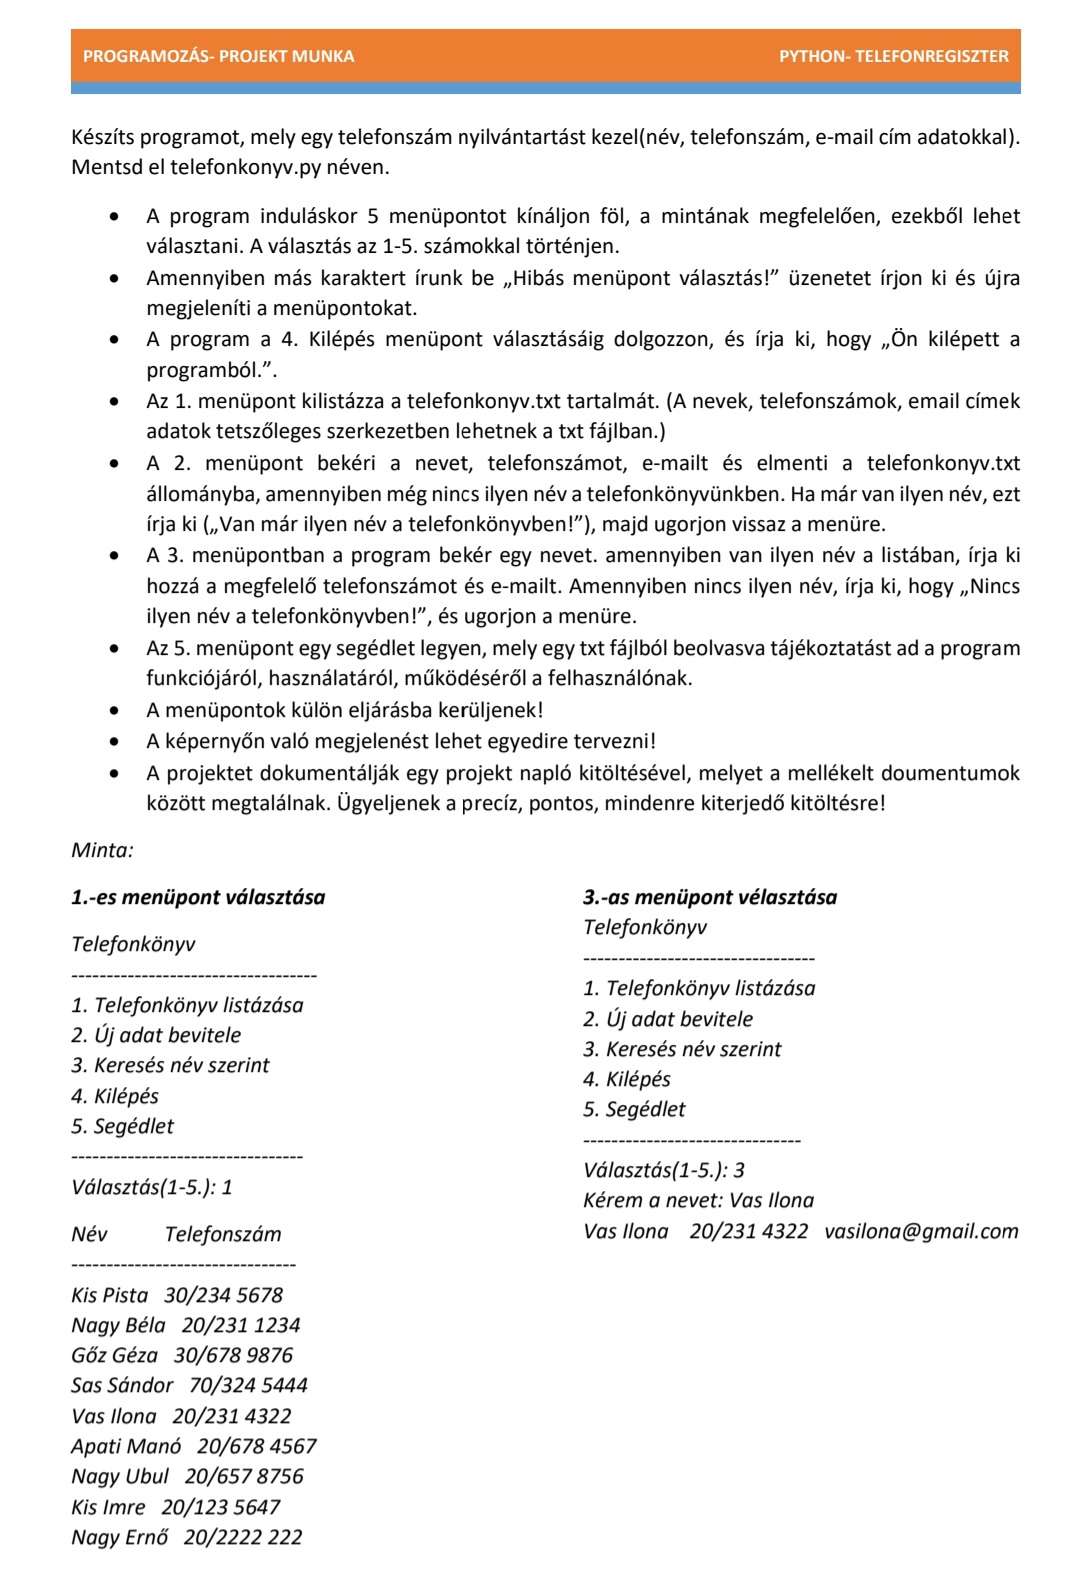 PROGRAMOZÁS- PROJEKT MUNKA PYTHON- TELEFONREGISZTER
Készíts programot, mely egy telefonszám nyilvántartást kezel(név, telefonszám, e-mail cím adatokkal).
Mentsd el telefonkonyv.py néven.
• A program induláskor 5 menüpontot kínáljon föl, a mintának megfelelően, ezekből lehet
választani. A választás az 1-5. számokkal történjen.
• Amennyiben más karaktert írunk be „Hibás menüpont választás!” üzenetet írjon ki és újra
megjeleníti a menüpontokat.
• A program a 4. Kilépés menüpont választásáig dolgozzon, és írja ki, hogy „Ön kilépett a
programból.”.
• Az 1. menüpont kilistázza a telefonkonyv.txt tartalmát. (A nevek, telefonszámok, email címek
adatok tetszőleges szerkezetben lehetnek a txt fájlban.)
• A 2. menüpont bekéri a nevet, telefonszámot, e-mailt és elmenti a telefonkonyv.txt
állományba, amennyiben még nincs ilyen név a telefonkönyvünkben. Ha már van ilyen név, ezt
írja ki („Van már ilyen név a telefonkönyvben!”), majd ugorjon vissaz a menüre.
• A 3. menüpontban a program bekér egy nevet. amennyiben van ilyen név a listában, írja ki
hozzá a megfelelő telefonszámot és e-mailt. Amennyiben nincs ilyen név, írja ki, hogy „Nincs
ilyen név a telefonkönyvben!”, és ugorjon a menüre.
• Az 5. menüpont egy segédlet legyen, mely egy txt fájlból beolvasva tájékoztatást ad a program
funkciójáról, használatáról, működéséről a felhasználónak.
• A menüpontok külön eljárásba kerüljenek!
• A képernyőn való megjelenést lehet egyedire tervezni!
• A projektet dokumentálják egy projekt napló kitöltésével, melyet a mellékelt doumentumok
között megtalálnak. Ügyeljenek a precíz, pontos, mindenre kiterjedő kitöltésre!
Minta:
1.-es menüpont választása
Telefonkönyv
-----------------------------------
1. Telefonkönyv listázása
2. Új adat bevitele
3. Keresés név szerint
4. Kilépés
5. Segédlet
---------------------------------
Választás(1-5.): 1
Név Telefonszám
--------------------------------
Kis Pista 30/234 5678
Nagy Béla 20/231 1234
Gőz Géza 30/678 9876
Sas Sándor 70/324 5444
Vas Ilona 20/231 4322
Apati Manó 20/678 4567
Nagy Ubul 20/657 8756
Kis Imre 20/123 5647
Nagy Ernő 20/2222 222
3.-as menüpont vélasztása
Telefonkönyv
---------------------------------
1. Telefonkönyv listázása
2. Új adat bevitele
3. Keresés név szerint
4. Kilépés
5. Segédlet
-------------------------------
Választás(1-5.): 3
Kérem a nevet: Vas Ilona
Vas Ilona 20/231 4322 vasilona@gmail.com